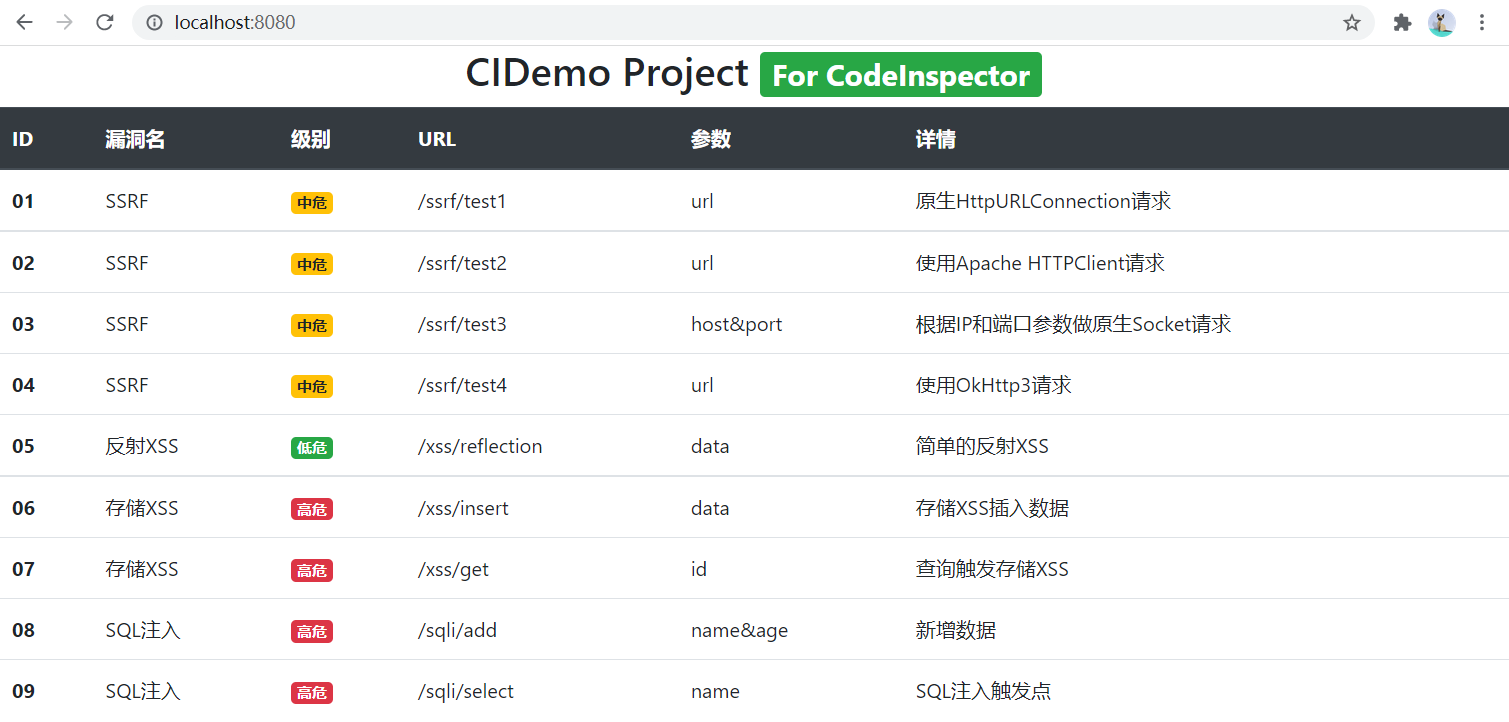 localhost:8080
CIDemo Project For CodeInspector
ID 漏洞名 级别 URL 参数 详情
01 SSRF 中危 /ssrf/test1 url 原生HttpURLConnection请求
02 SSRF 中危 /ssrf/test2 url 使用Apache HTTPClient请求
03 SSRF 中危 /ssrf/test3 host&port 根据IP和端口参数做原生Socket请求
04 SSRF 中危 /ssrf/test4 url 使用OkHttp3请求
05 反射XSS 低危 /xss/reflection data 简单的反射XSS
06 存储XSS 高危 /xss/insert data 存储XSS插入数据
07 存储XSS 高危 /xss/get id 查询触发存储XSS
08 SQL注入 高危 /sqli/add name&age 新增数据
09 SQL注入 高危 /sqli/select name SQL注入触发点